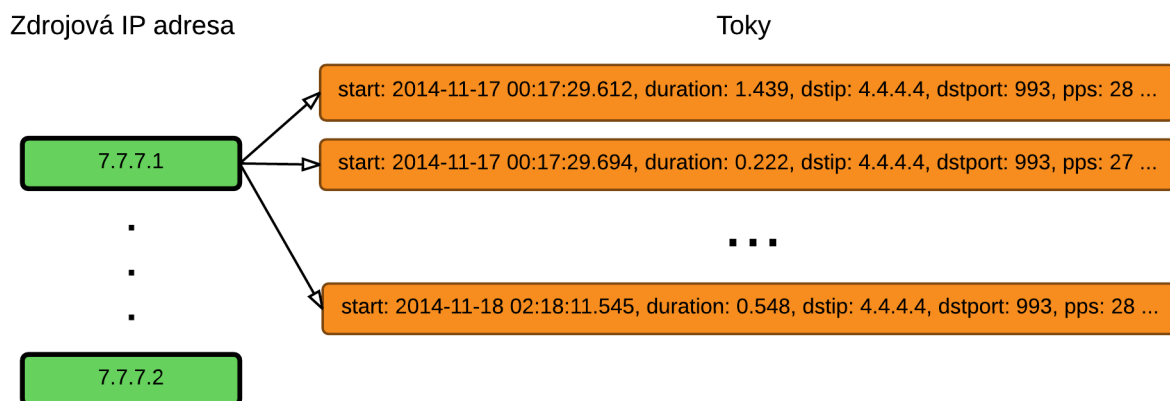 Zdrojová IP adresa
Toky
start: 2014-11-17 00:17:29.612, duration: 1.439, dstip: 4.4.4.4, dstport: 993, pps: 28 ...
7.7.7.1
start: 2014-11-17 00:17:29.694, duration: 0.222, dstip: 4.4.4.4, dstport: 993, pps: 27 ...
...
start: 2014-11-18 02:18:11.545, duration: 0.548, dstip: 4.4.4.4, dstport: 993, pps: 28 ...
7.7.7.2